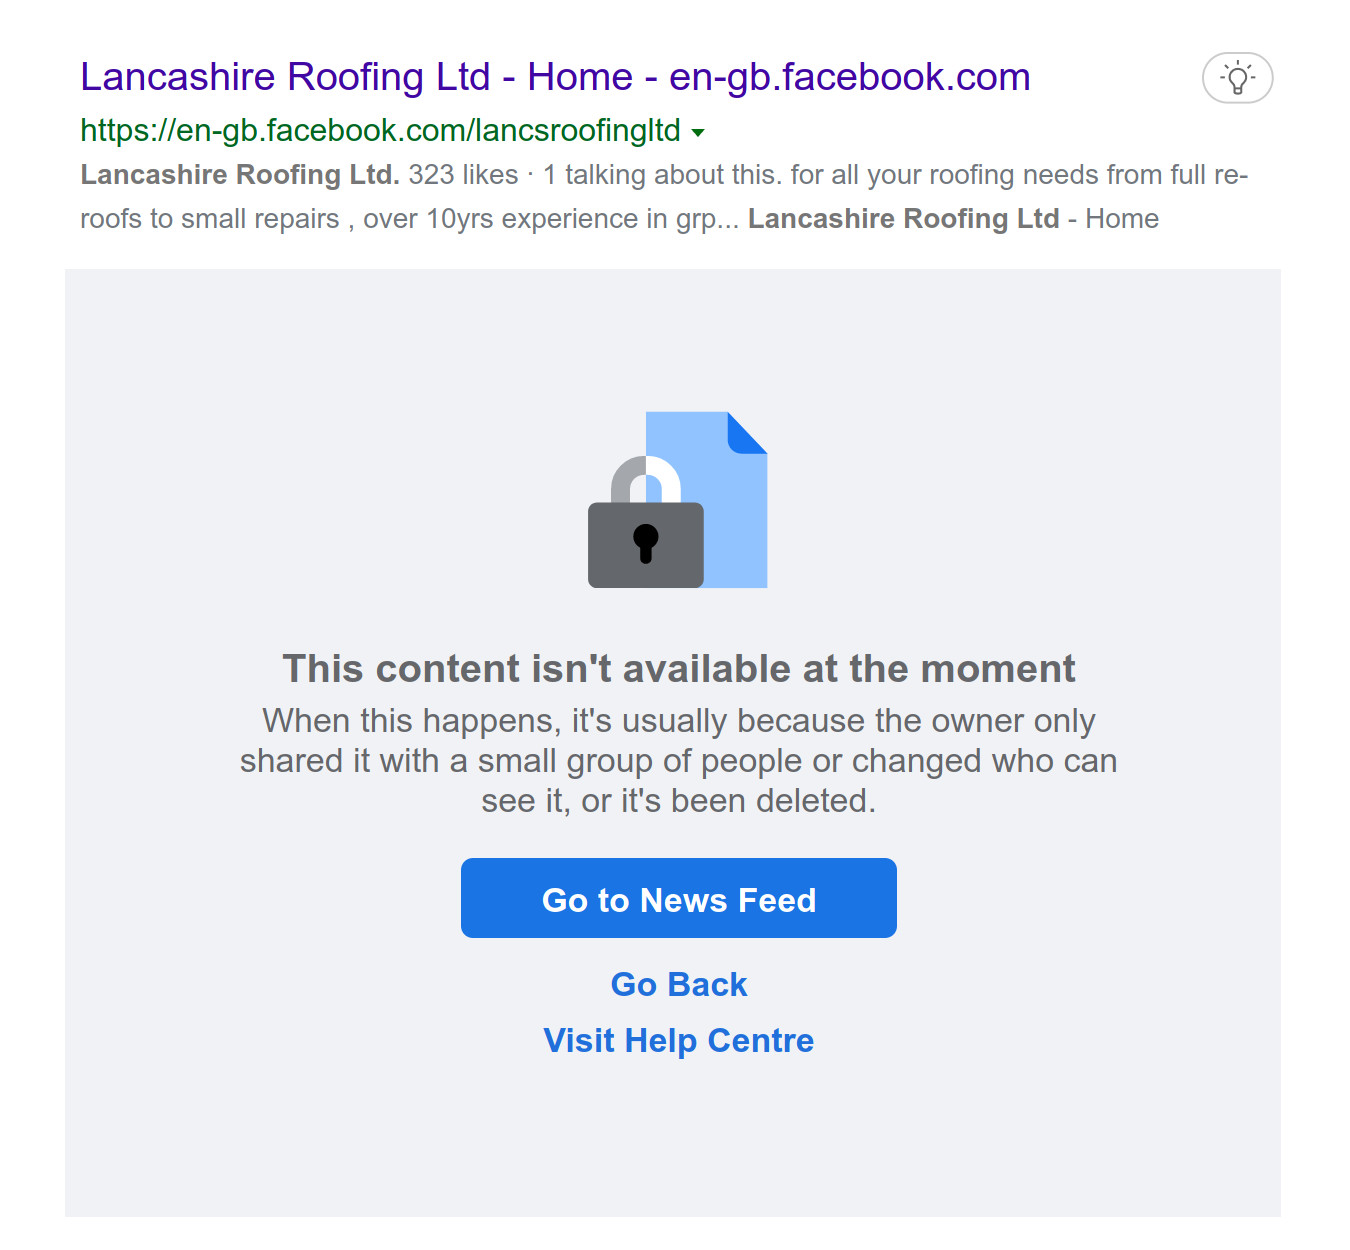 Lancashire Roofing Ltd - Home - en-gb.facebook.com
https://en-gb.facebook.com/lancsroofingltd
Lancashire Roofing Ltd. 323 likes · 1 talking about this. for all your roofing needs from full re-
roofs to small repairs , over 10yrs experience in grp... Lancashire Roofing Ltd - Home
This content isn't available at the moment
When this happens, it's usually because the owner only
shared it with a small group of people or changed who can
see it, or it's been deleted.
Go to News Feed
Go Back
Visit Help Centre